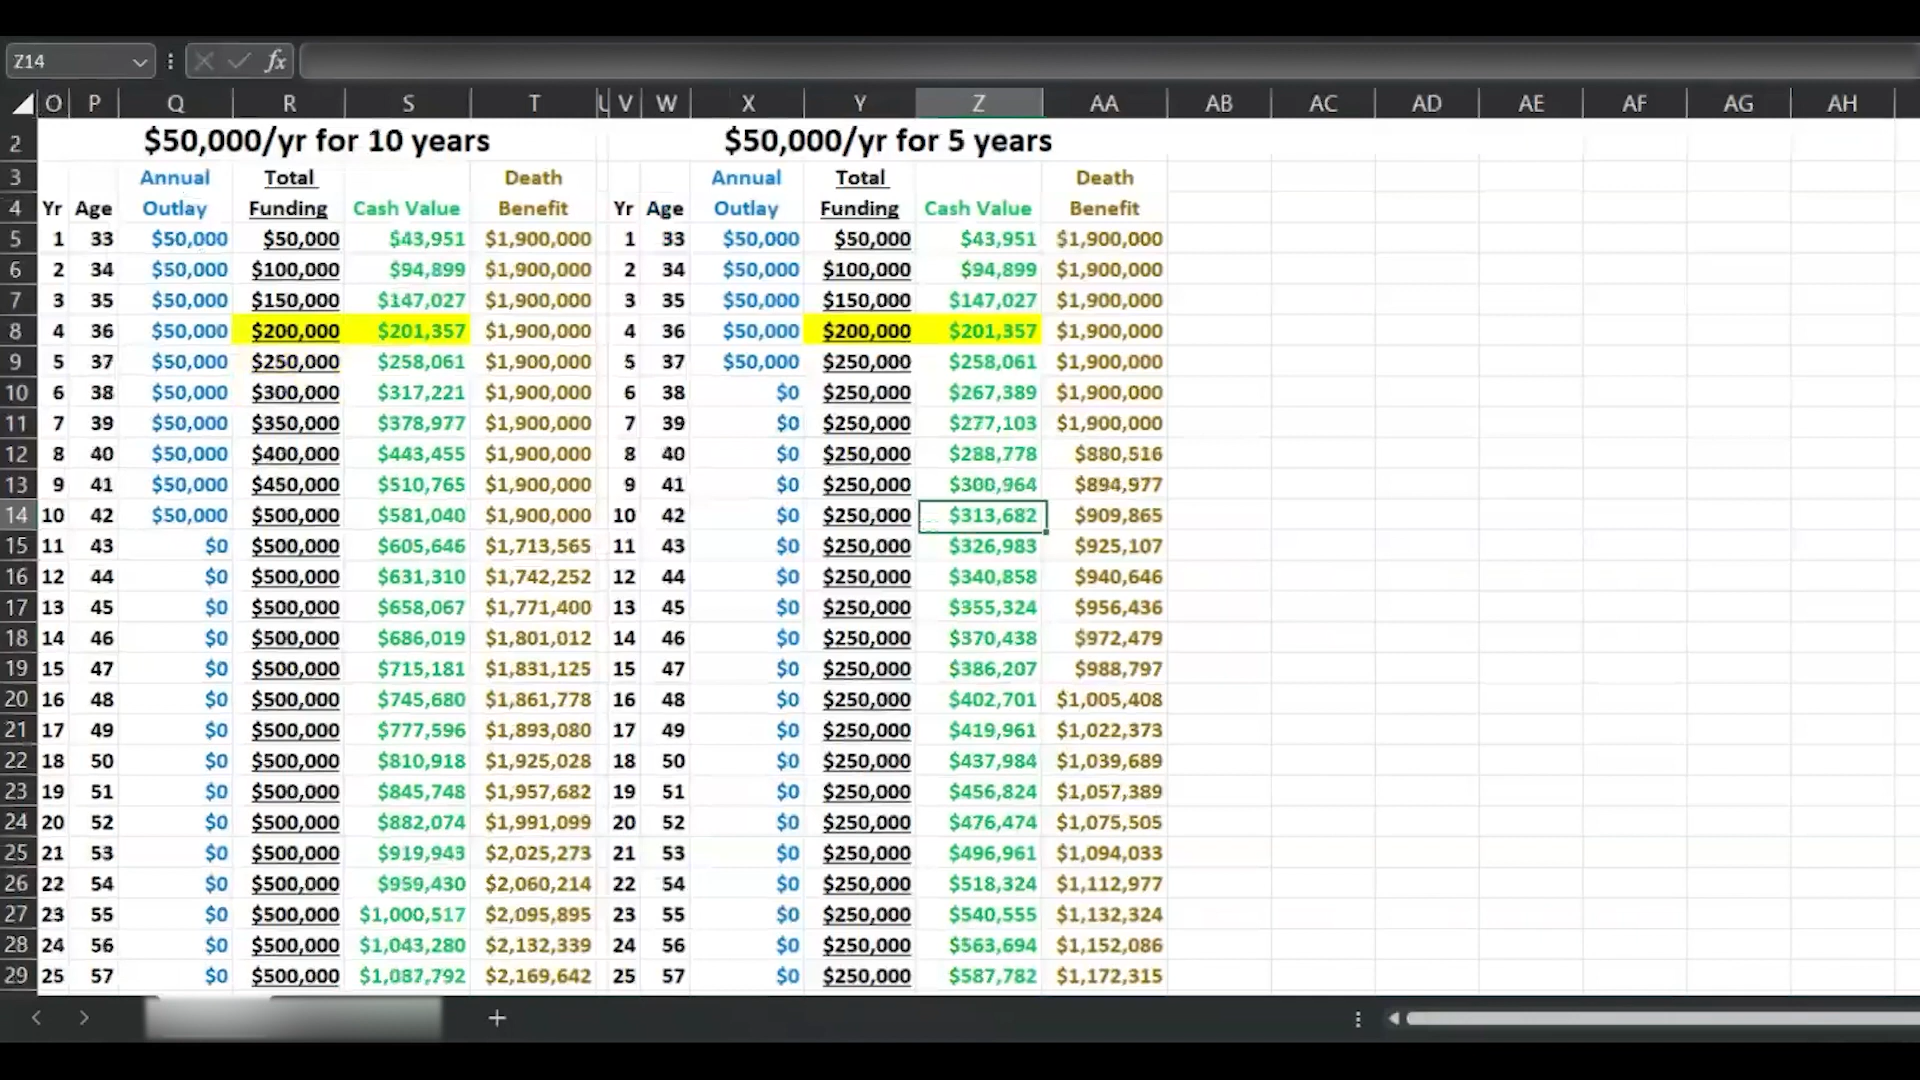 Z14 fx
O P Q R S T U V W X Y Z AA AB AC AD AE AF AG AH
2 $50,000/yr for 10 years $50,000/yr for 5 years
3 Annual Total Death Annual Total Death
4 Yr Age Outlay Funding Cash Value Benefit Yr Age Outlay Funding Cash Value Benefit
5 1 33 $50,000 $50,000 $43,951 $1,900,000 1 33 $50,000 $50,000 $43,951 $1,900,000
6 2 34 $50,000 $100,000 $94,899 $1,900,000 2 34 $50,000 $100,000 $94,899 $1,900,000
7 3 35 $50,000 $150,000 $147,027 $1,900,000 3 35 $50,000 $150,000 $147,027 $1,900,000
8 4 36 $50,000 $200,000 $201,357 $1,900,000 4 36 $50,000 $200,000 $201,357 $1,900,000
9 5 37 $50,000 $250,000 $258,061 $1,900,000 5 37 $50,000 $250,000 $258,061 $1,900,000
10 6 38 $50,000 $300,000 $317,221 $1,900,000 6 38 $0 $250,000 $267,389 $1,900,000
11 7 39 $50,000 $350,000 $378,977 $1,900,000 7 39 $0 $250,000 $277,103 $1,900,000
12 8 40 $50,000 $400,000 $443,455 $1,900,000 8 40 $0 $250,000 $288,778 $880,516
13 9 41 $50,000 $450,000 $510,765 $1,900,000 9 41 $0 $250,000 $300,964 $894,977
14 10 42 $50,000 $500,000 $581,040 $1,900,000 10 42 $0 $250,000 $313,682 $909,865
15 11 43 $0 $500,000 $605,646 $1,713,565 11 43 $0 $250,000 $326,983 $925,107
16 12 44 $0 $500,000 $631,310 $1,742,252 12 44 $0 $250,000 $340,858 $940,646
17 13 45 $0 $500,000 $658,067 $1,771,400 13 45 $0 $250,000 $355,324 $956,436
18 14 46 $0 $500,000 $686,019 $1,801,012 14 46 $0 $250,000 $370,438 $972,479
19 15 47 $0 $500,000 $715,181 $1,831,125 15 47 $0 $250,000 $386,207 $988,797
20 16 48 $0 $500,000 $745,680 $1,861,778 16 48 $0 $250,000 $402,701 $1,005,408
21 17 49 $0 $500,000 $777,596 $1,893,080 17 49 $0 $250,000 $419,961 $1,022,373
22 18 50 $0 $500,000 $810,918 $1,925,028 18 50 $0 $250,000 $437,984 $1,039,689
23 19 51 $0 $500,000 $845,748 $1,957,682 19 51 $0 $250,000 $456,824 $1,057,389
24 20 52 $0 $500,000 $882,074 $1,991,099 20 52 $0 $250,000 $476,474 $1,075,505
25 21 53 $0 $500,000 $919,943 $2,025,273 21 53 $0 $250,000 $496,961 $1,094,033
26 22 54 $0 $500,000 $959,430 $2,060,214 22 54 $0 $250,000 $518,324 $1,112,977
27 23 55 $0 $500,000 $1,000,517 $2,095,895 23 55 $0 $250,000 $540,555 $1,132,324
28 24 56 $0 $500,000 $1,043,280 $2,132,339 24 56 $0 $250,000 $563,694 $1,152,086
29 25 57 $0 $500,000 $1,087,792 $2,169,642 25 57 $0 $250,000 $587,782 $1,172,315